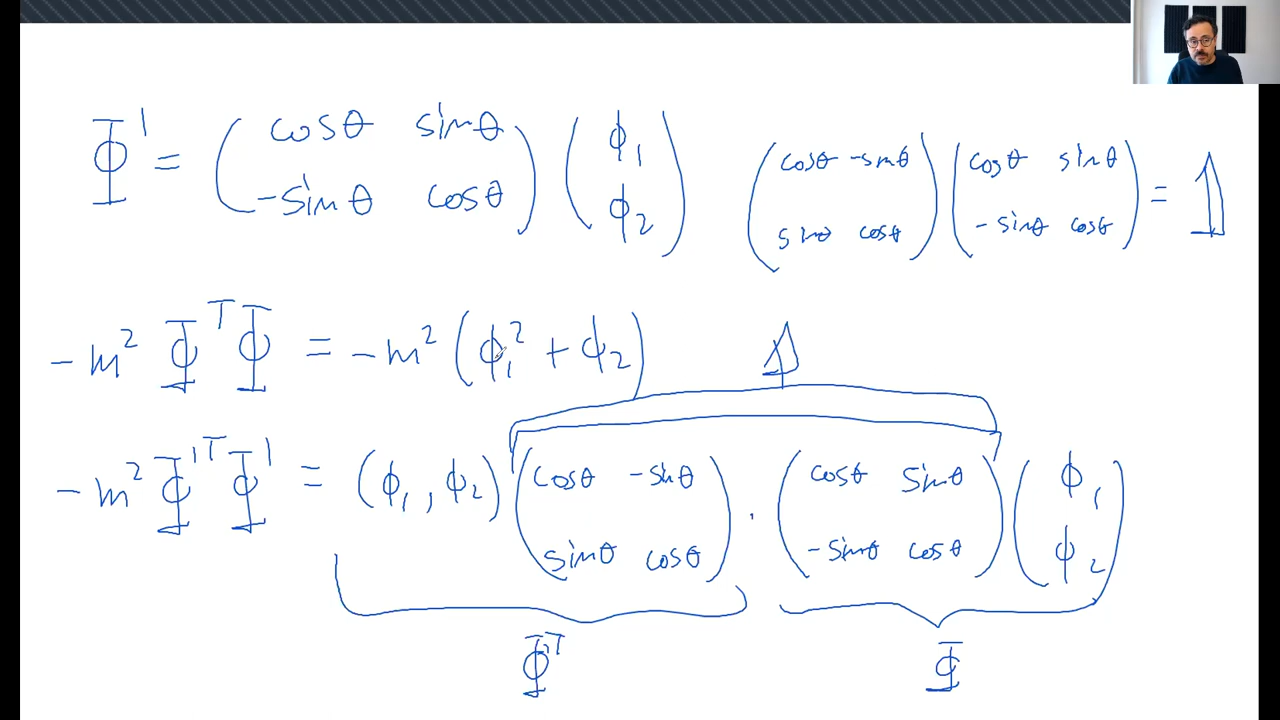 Φ' = ( cosθ sinθ ) ( φ₁ ) ( cosθ -sinθ ) ( cosθ sinθ ) = 𝟙
( -sinθ cosθ ) ( φ₂ ) ( sinθ cosθ ) ( -sinθ cosθ )
-m² Φᵀ Φ = -m² ( φ₁² + φ₂ ) 𝟙
-m² Φ'ᵀ Φ' = ( φ₁ , φ₂ ) ( cosθ -sinθ ) · ( cosθ sinθ ) ( φ₁ )
( sinθ cosθ ) ( -sinθ cosθ ) ( φ₂ )
Φ'ᵀ Φ